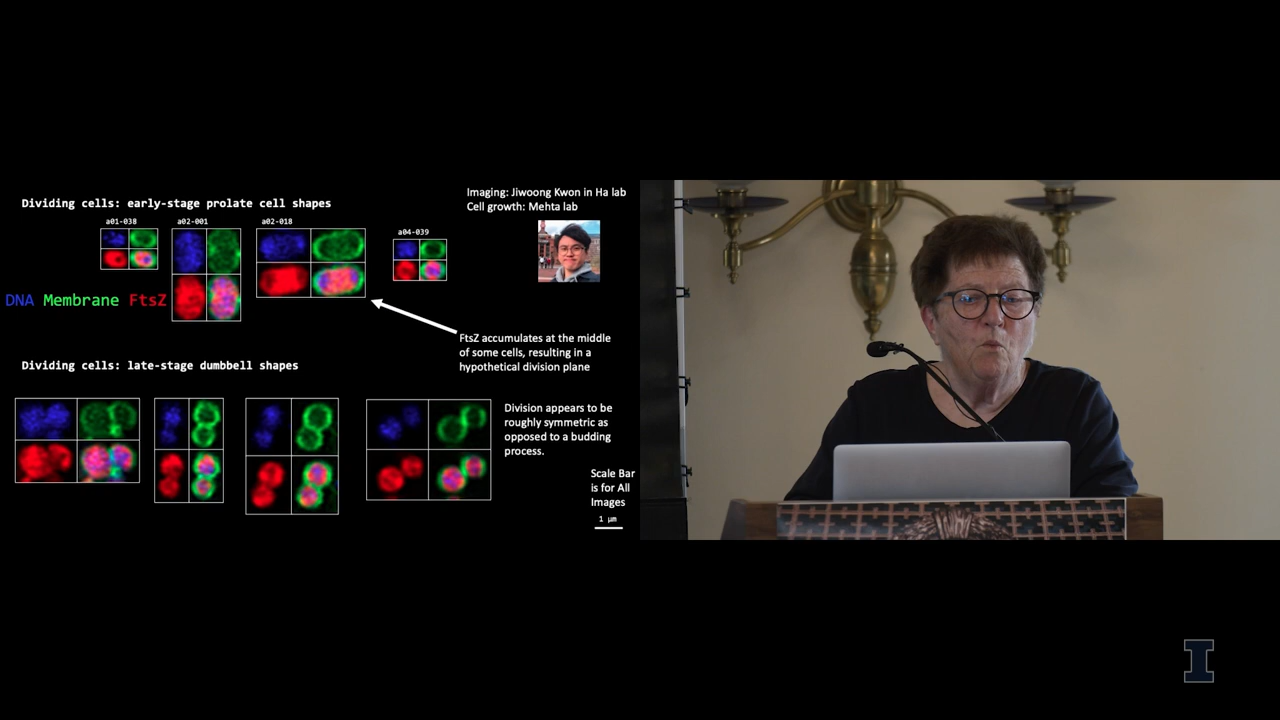 Dividing cells: early-stage prolate cell shapes
a01-038
a02-001
a02-018
a04-039
Imaging: Jiwoong Kwon in Ha lab
Cell growth: Mehta lab
DNA Membrane FtsZ
FtsZ accumulates at the middle
of some cells, resulting in a
hypothetical division plane
Dividing cells: late-stage dumbbell shapes
Division appears to be
roughly symmetric as
opposed to a budding
process.
Scale Bar
is for All
Images
1 µm
I